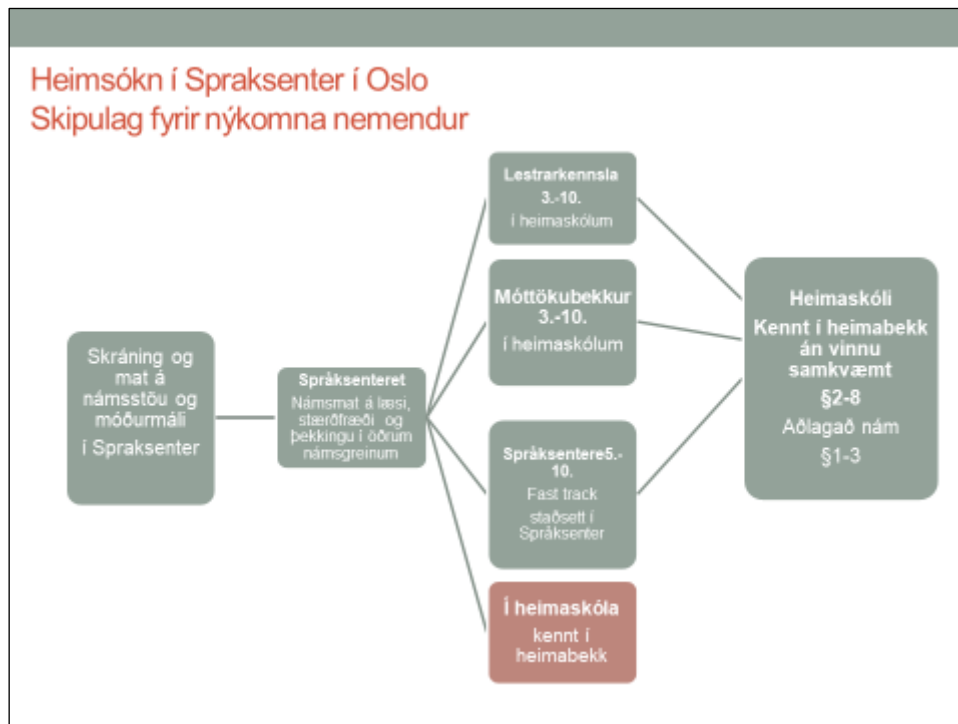 Heimsókn í Spraksenter í Oslo
Skipulag fyrir nýkomna nemendur
Skráning og
mat á
námsstöu og
móðurmáli
í Spraksenter
Språksenteret
Námsmat á læsi,
stærðfræði og
þekkingu í öðrum
námsgreinum
Lestrarkennsla
3.-10.
í heimaskólum
Móttökubekkur
3.-10.
í heimaskólum
Språksentere5.-
10.
Fast track
staðsett í
Språksenter
Í heimaskóla
kennt í
heimabekk
Heimaskóli
Kennt í heimabekk
án vinnu
samkvæmt
§2-8
Aðlagað nám
§1-3